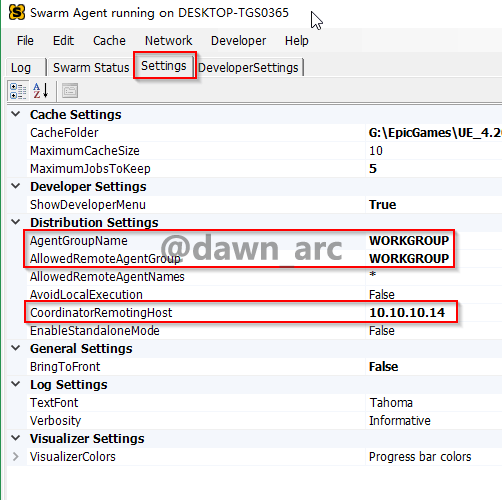 Swarm Agent running on DESKTOP-TGS0365
File Edit Cache Network Developer Help
Log Swarm Status Settings DeveloperSettings
Cache Settings
CacheFolder G:\EpicGames\UE_4.2
MaximumCacheSize 10
MaximumJobsToKeep 5
Developer Settings
ShowDeveloperMenu True
Distribution Settings
AgentGroupName WORKGROUP
@dawn_arc
AllowedRemoteAgentGroup WORKGROUP
AllowedRemoteAgentNames *
AvoidLocalExecution False
CoordinatorRemotingHost 10.10.10.14
EnableStandaloneMode False
General Settings
BringToFront False
Log Settings
TextFont Tahoma
Verbosity Informative
Visualizer Settings
VisualizerColors Progress bar colors